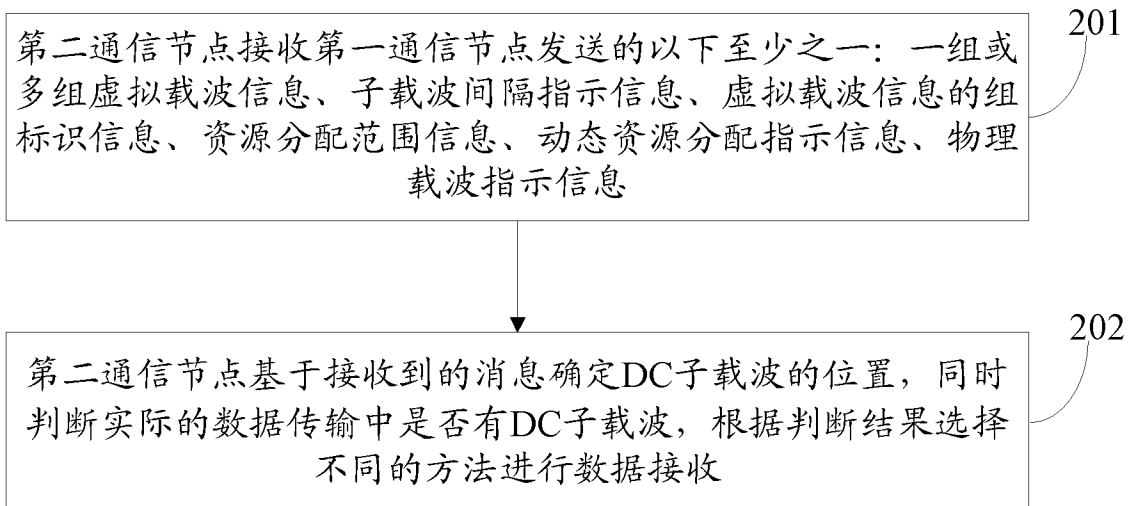 第二通信节点接收第一通信节点发送的以下至少之一：一组或
多组虚拟载波信息、子载波间隔指示信息、虚拟载波信息的组
标识信息、资源分配范围信息、动态资源分配指示信息、物理
载波指示信息
201
第二通信节点基于接收到的消息确定DC子载波的位置，同时
判断实际的数据传输中是否有DC子载波，根据判断结果选择
不同的方法进行数据接收
202